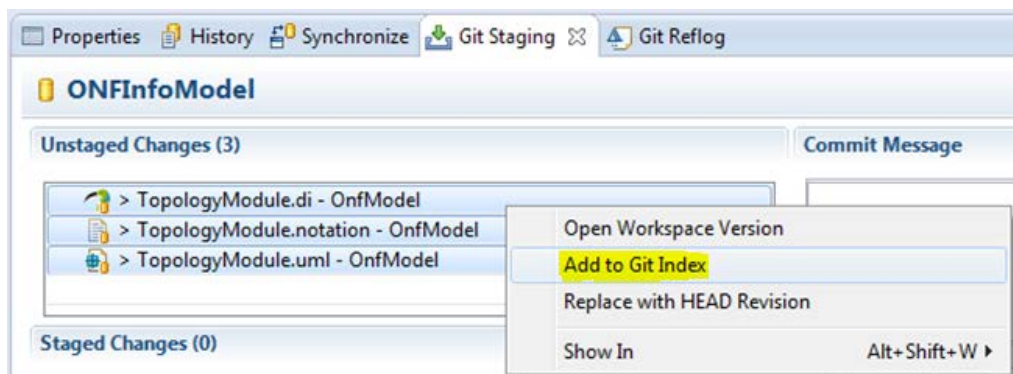 Properties History Synchronize Git Staging Git Reflog
ONFInfoModel
Unstaged Changes (3)
Commit Message
> TopologyModule.di - OnfModel
> TopologyModule.notation - OnfModel
> TopologyModule.uml - OnfModel
Open Workspace Version
Add to Git Index
Replace with HEAD Revision
Show In Alt+Shift+W
Staged Changes (0)